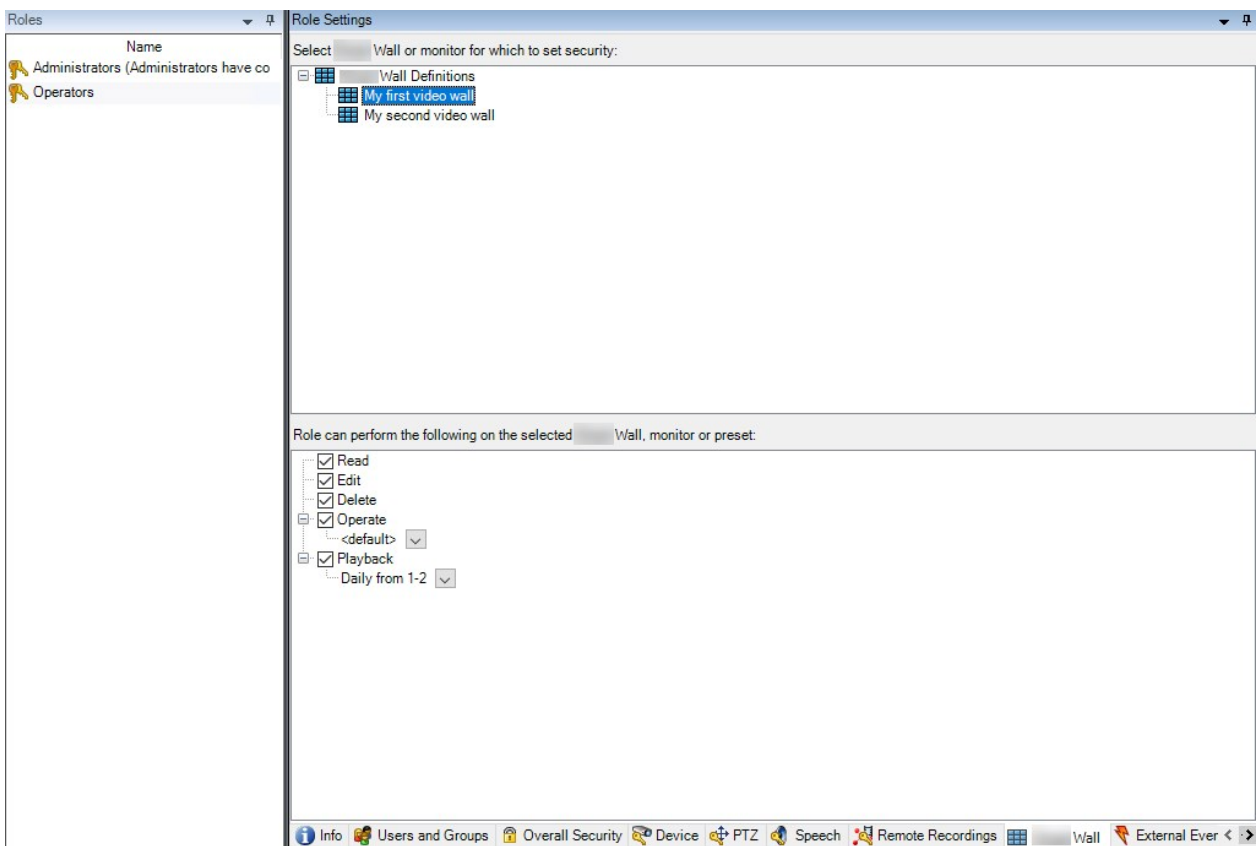 Roles
Name
Administrators (Administrators have co
Operators
Role Settings
Select Wall or monitor for which to set security:
Wall Definitions
My first video wall
My second video wall
Role can perform the following on the selected Wall, monitor or preset:
Read
Edit
Delete
Operate
<default>
Playback
Daily from 1-2
Info Users and Groups Overall Security Device PTZ Speech Remote Recordings Wall External Ever